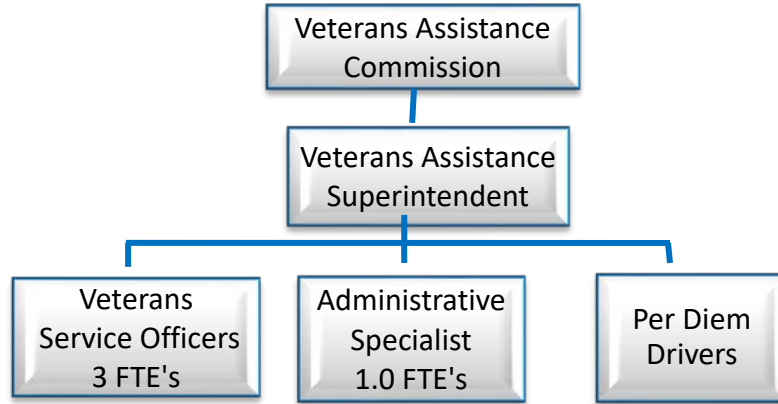 Veterans Assistance
Commission
Veterans Assistance
Superintendent
Veterans
Service Officers
3 FTE's
Administrative
Specialist
1.0 FTE's
Per Diem
Drivers